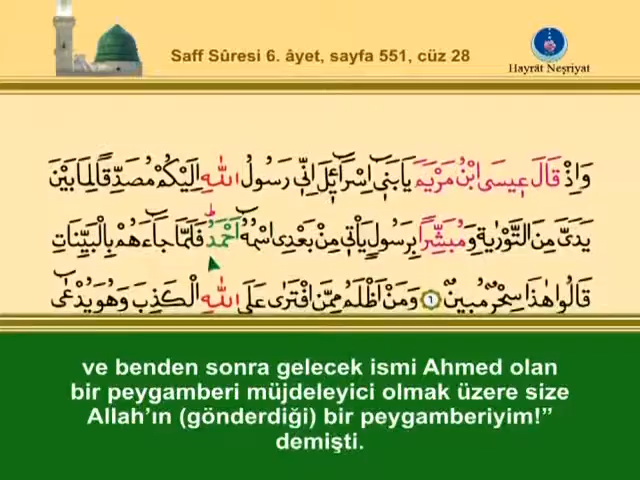 Saff Sûresi 6. âyet, sayfa 551, cüz 28
Hayrât Neşriyat
وَاِذْ قَالَ عٖيسَى ابْنُ مَرْيَمَ يَا بَنٖٓى اِسْرَٓائٖلَ اِنّٖى رَسُولُ اللّٰهِ اِلَيْكُمْ مُصَدِّقًا لِمَا بَيْنَ
يَدَىَّ مِنَ التَّوْرٰيةِ وَمُبَشِّرًا بِرَسُولٍ يَاْتٖى مِنْ بَعْدِى اسْمُهُٓ اَحْمَدُ فَلَمَّا جَٓاءَهُمْ بِالْبَيِّنَاتِ
قَالُوا هٰذَا سِحْرٌ مُبٖينٌ ٦ وَمَنْ اَظْلَمُ مِمَّنِ افْتَرٰى عَلَى اللّٰهِ الْكَذِبَ وَهُوَ يُدْعٰٓى
ve benden sonra gelecek ismi Ahmed olan
bir peygamberi müjdeleyici olmak üzere size
Allah’ın (gönderdiği) bir peygamberiyim!”
demişti.